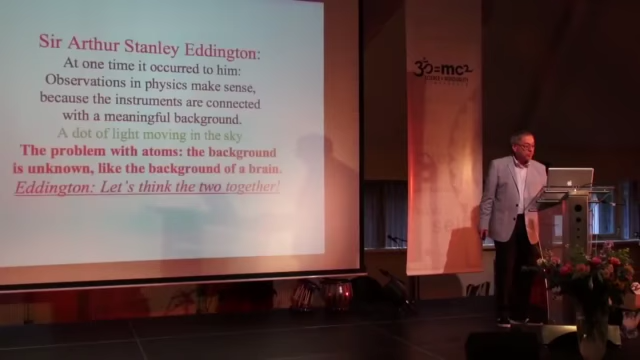 Sir Arthur Stanley Eddington:
At one time it occurred to him:
Observations in physics make sense,
because the instruments are connected
with a meaningful background.
A dot of light moving in the sky
The problem with atoms: the background
is unknown, like the background of a brain.
Eddington: Let's think the two together!
ॐ=mc2